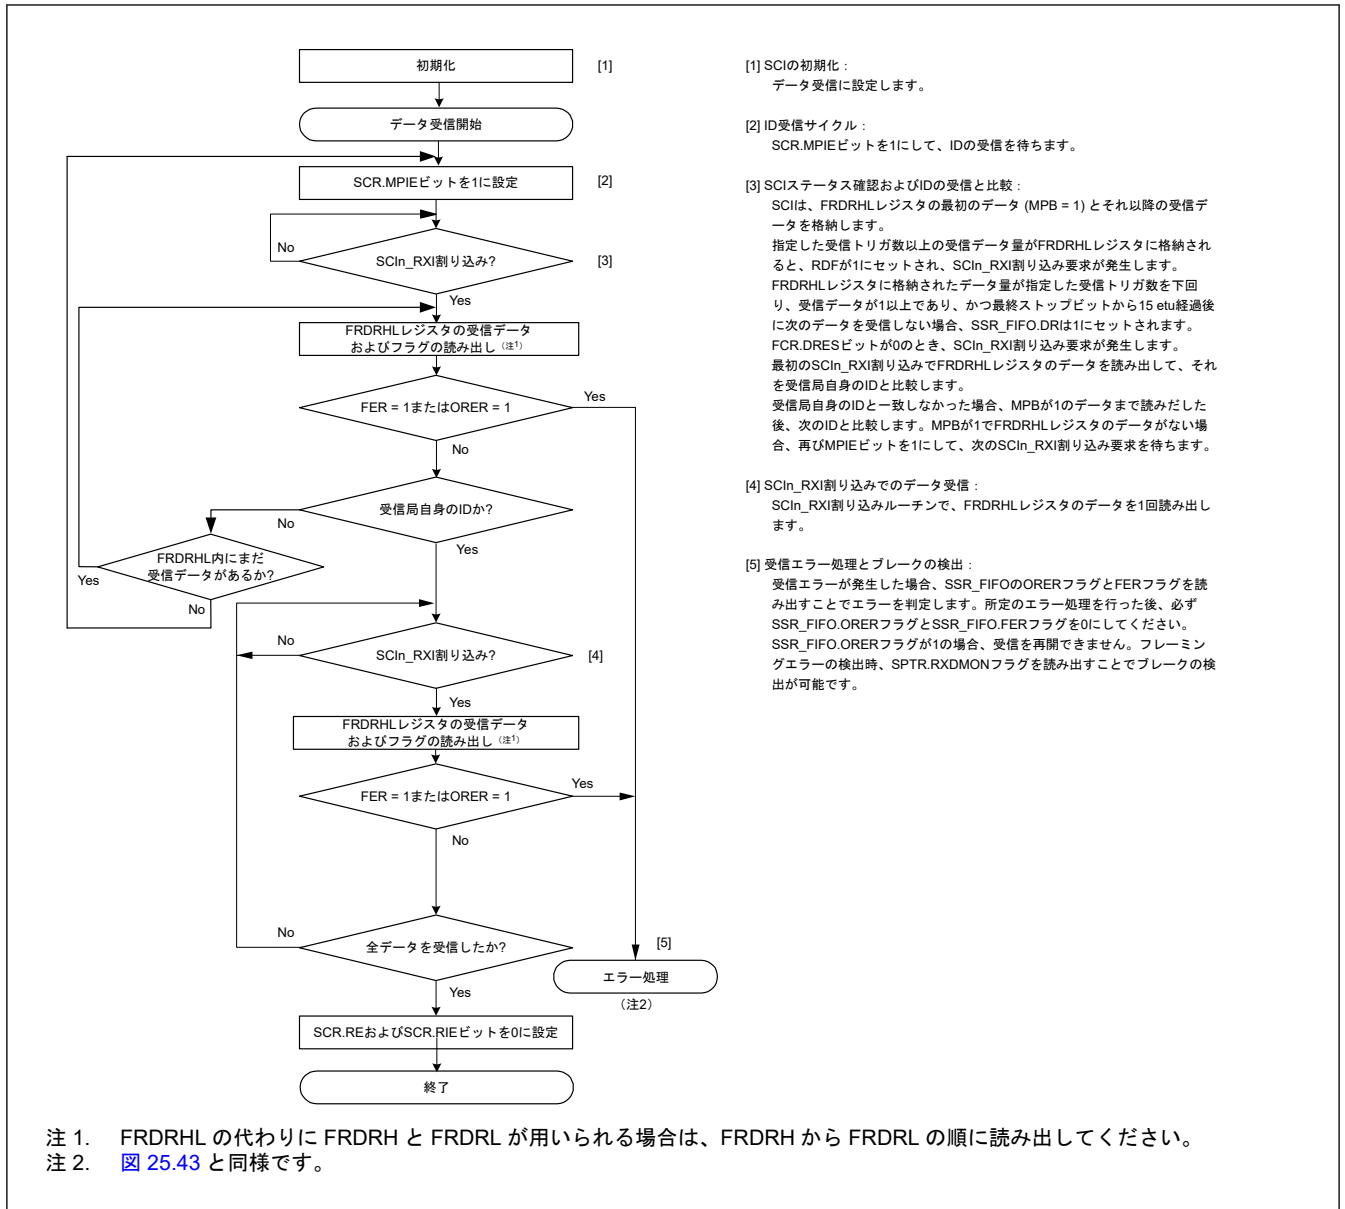 初期化
[1]
データ受信開始
SCR.MPIEビットを1に設定
[2]
No
SCIn_RXI割り込み?
[3]
Yes
FRDRHLレジスタの受信データ
およびフラグの読み出し（注1）
FER = 1またはORER = 1
Yes
No
受信局自身のIDか?
No
Yes
FRDRHL内にまだ
受信データがあるか?
Yes
No
No
SCIn_RXI割り込み?
[4]
Yes
FRDRHLレジスタの受信データ
およびフラグの読み出し（注1）
FER = 1またはORER = 1
Yes
No
No
全データを受信したか?
[5]
エラー処理
（注2）
Yes
SCR.REおよびSCR.RIEビットを0に設定
終了
[1] SCIの初期化：
データ受信に設定します。
[2] ID受信サイクル：
SCR.MPIEビットを1にして、IDの受信を待ちます。
[3] SCIステータス確認およびIDの受信と比較：
SCIは、FRDRHLレジスタの最初のデータ (MPB = 1) とそれ以降の受信デ
ータを格納します。
指定した受信トリガ数以上の受信データ量がFRDRHLレジスタに格納され
ると、RDFが1にセットされ、SCIn_RXI割り込み要求が発生します。
FRDRHLレジスタに格納されたデータ量が指定した受信トリガ数を下回
り、受信データが1以上であり、かつ最終ストップビットから15 etu経過後
に次のデータを受信しない場合、SSR_FIFO.DRは1にセットされます。
FCR.DRESビットが0のとき、SCIn_RXI割り込み要求が発生します。
最初のSCIn_RXI割り込みでFRDRHLレジスタのデータを読み出して、それ
を受信局自身のIDと比較します。
受信局自身のIDと一致しなかった場合、MPBが1のデータまで読みだした
後、次のIDと比較します。MPBが1でFRDRHLレジスタのデータがない場
合、再びMPIEビットを1にして、次のSCIn_RXI割り込み要求を待ちます。
[4] SCIn_RXI割り込みでのデータ受信：
SCIn_RXI割り込みルーチンで、FRDRHLレジスタのデータを1回読み出し
ます。
[5] 受信エラー処理とブレークの検出：
受信エラーが発生した場合、SSR_FIFOのORERフラグとFERフラグを読
み出すことでエラーを判定します。所定のエラー処理を行った後、必ず
SSR_FIFO.ORERフラグとSSR_FIFO.FERフラグを0にしてください。
SSR_FIFO.ORERフラグが1の場合、受信を再開できません。フレーミン
グエラーの検出時、SPTR.RXDMONフラグを読み出すことでブレークの検
出が可能です。
注 1. FRDRHL の代わりに FRDRH と FRDRL が用いられる場合は、FRDRH から FRDRL の順に読み出してください。
注 2. 図 25.43 と同様です。